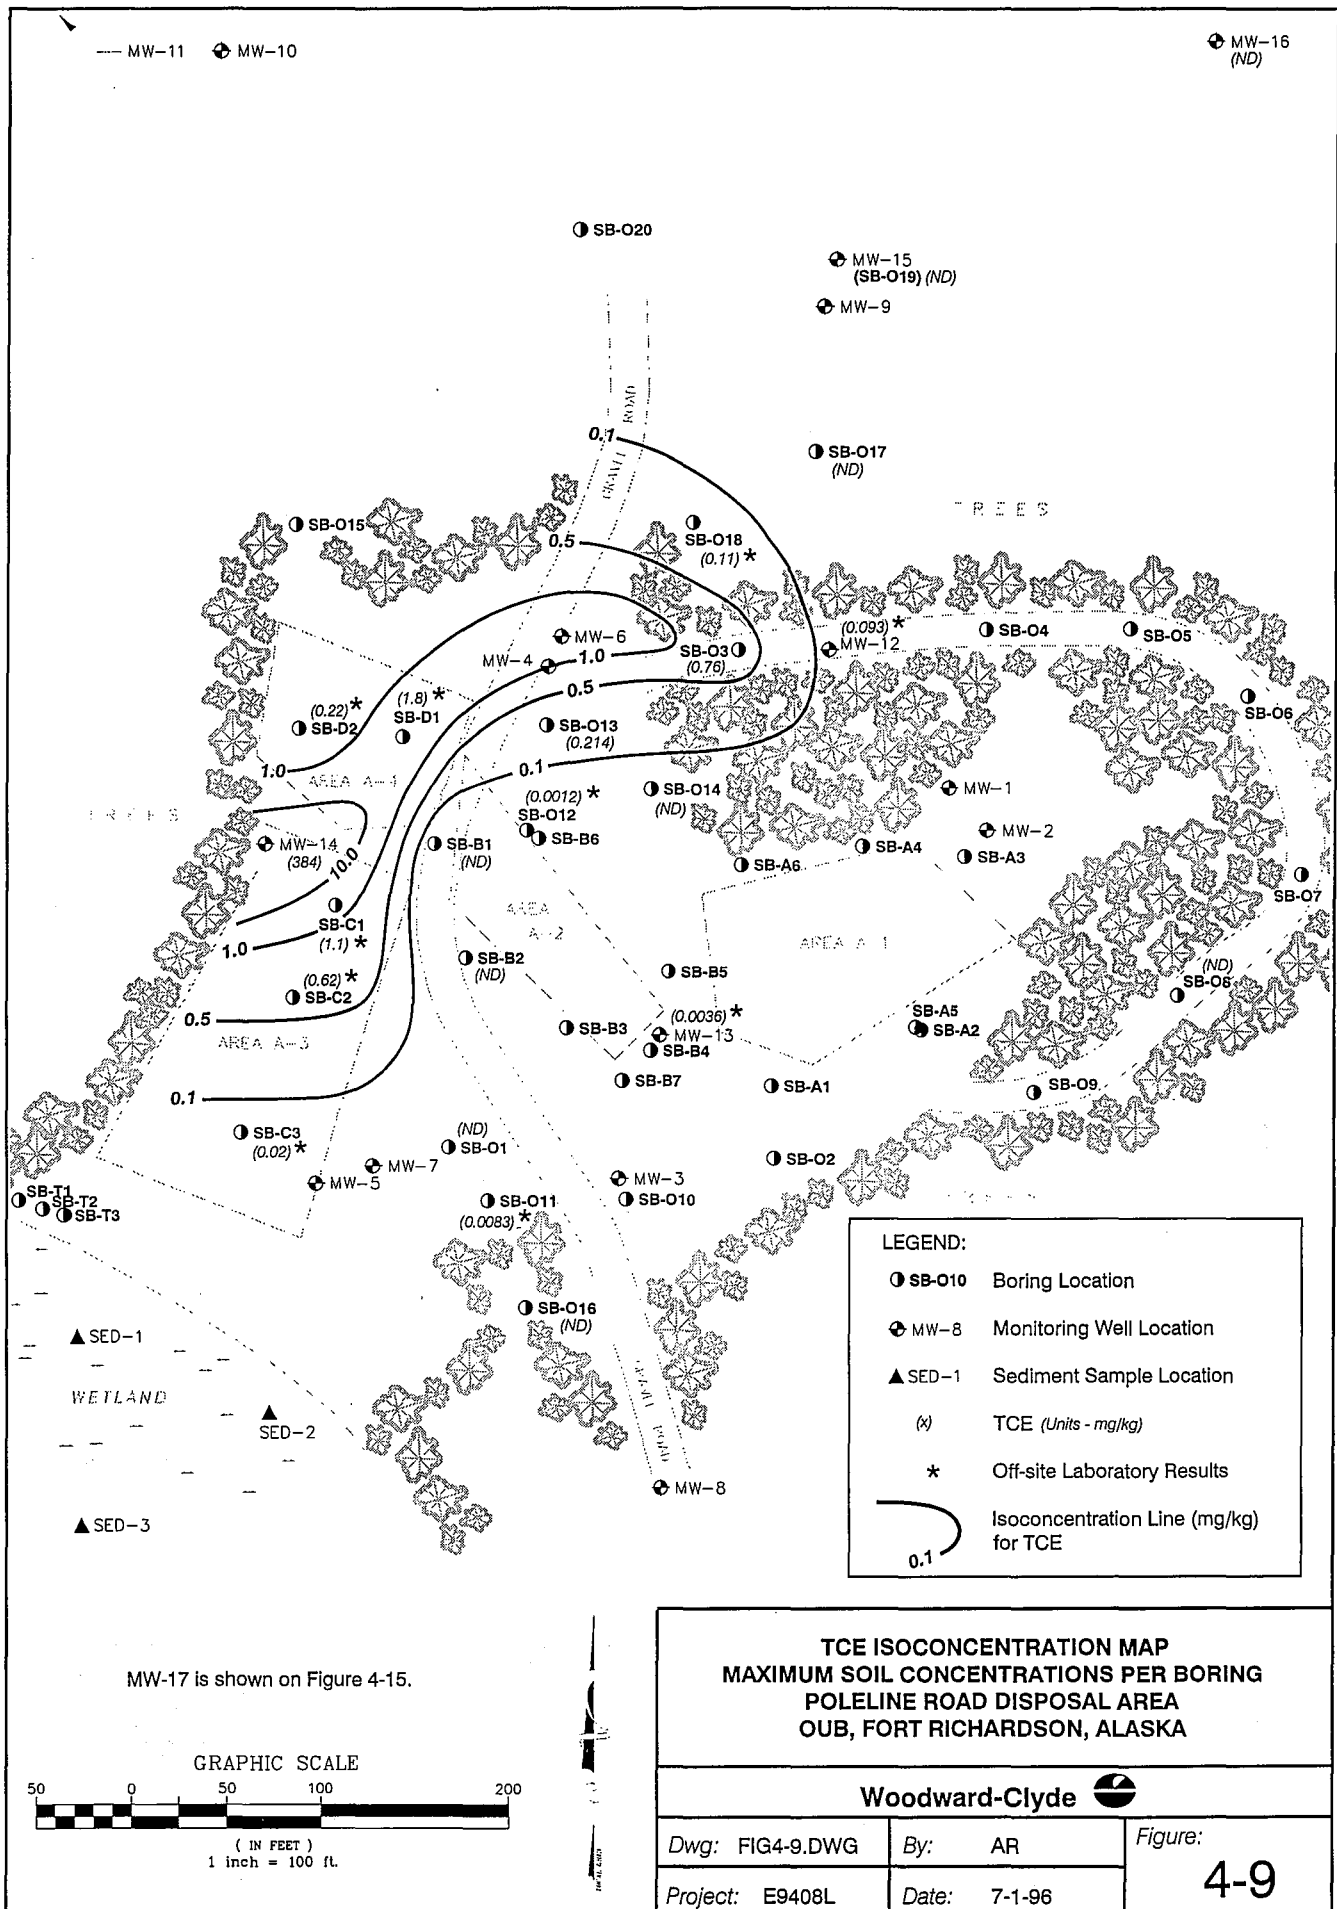 MW-11
MW-10
MW-16
(ND)
SB-O20
MW-15
(SB-O19) (ND)
MW-9
ROAD
GRAVEL
0.1
SB-O17
(ND)
TREES
SB-O15
0.5
SB-O18
(0.11) *
MW-6
MW-4
1.0
SB-O3
(0.76)
(0.093) *
MW-12
SB-O4
SB-O5
SB-O6
0.5
(0.22) *
SB-D2
(1.8) *
SB-D1
SB-O13
(0.214)
1.0
AREA A-4
0.1
(0.0012) *
SB-O12
SB-B6
SB-O14
(ND)
MW-1
MW-2
TREES
MW-14
(384)
10.0
SB-B1
(ND)
SB-A6
SB-A4
SB-A3
SB-O7
SB-C1
(1.1) *
1.0
AREA
A-2
AREA A-1
SB-B2
(ND)
SB-B5
(ND)
SB-O8
(0.62) *
SB-C2
0.5
AREA A-3
SB-B3
(0.0036) *
MW-13
SB-B4
SB-A5
SB-A2
SB-B7
SB-A1
SB-O9
0.1
SB-C3
(0.02) *
(ND)
SB-O1
MW-7
MW-5
SB-O2
MW-3
SB-O10
SB-O11
(0.0083) *
SB-T1
SB-T2
SB-T3
SB-O16
(ND)
SED-1
WETLAND
SED-2
SED-3
GRAVEL ROAD
MW-8
LEGEND:
SB-O10 Boring Location
MW-8 Monitoring Well Location
SED-1 Sediment Sample Location
(x) TCE (Units - mg/kg)
* Off-site Laboratory Results
0.1 Isoconcentration Line (mg/kg)
for TCE
MW-17 is shown on Figure 4-15.
GRAPHIC SCALE
50 0 50 100 200
( IN FEET )
1 inch = 100 ft.
TCE ISOCONCENTRATION MAP
MAXIMUM SOIL CONCENTRATIONS PER BORING
POLELINE ROAD DISPOSAL AREA
OUB, FORT RICHARDSON, ALASKA
Woodward-Clyde
Dwg: FIG4-9.DWG
By: AR
Figure:
4-9
Project: E9408L
Date: 7-1-96